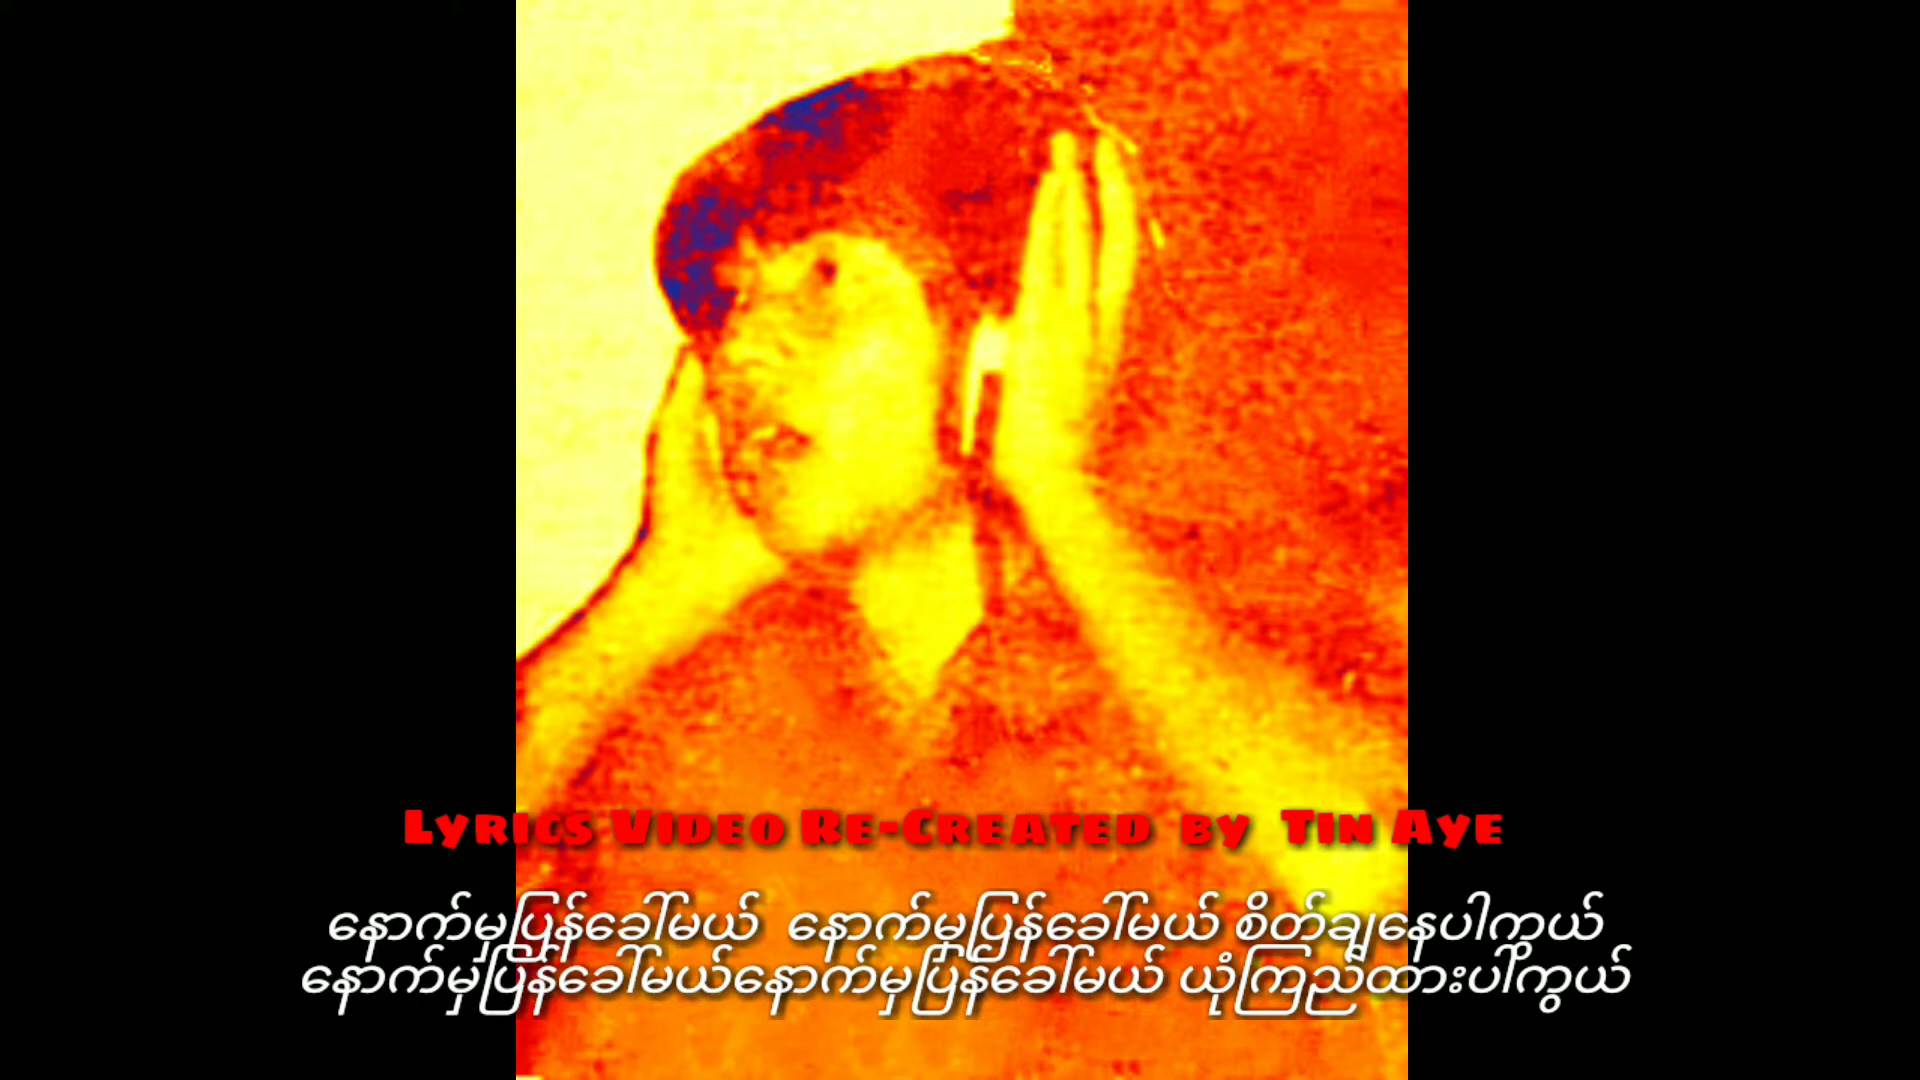 Lyrics Video Re-Created by Tin Aye
နောက်မှပြန်ခေါ်မယ် နောက်မှပြန်ခေါ်မယ် စိတ်ချနေပါကွယ်
နောက်မှပြန်ခေါ်မယ်နောက်မှပြန်ခေါ်မယ် ယုံကြည်ထားပါကွယ်